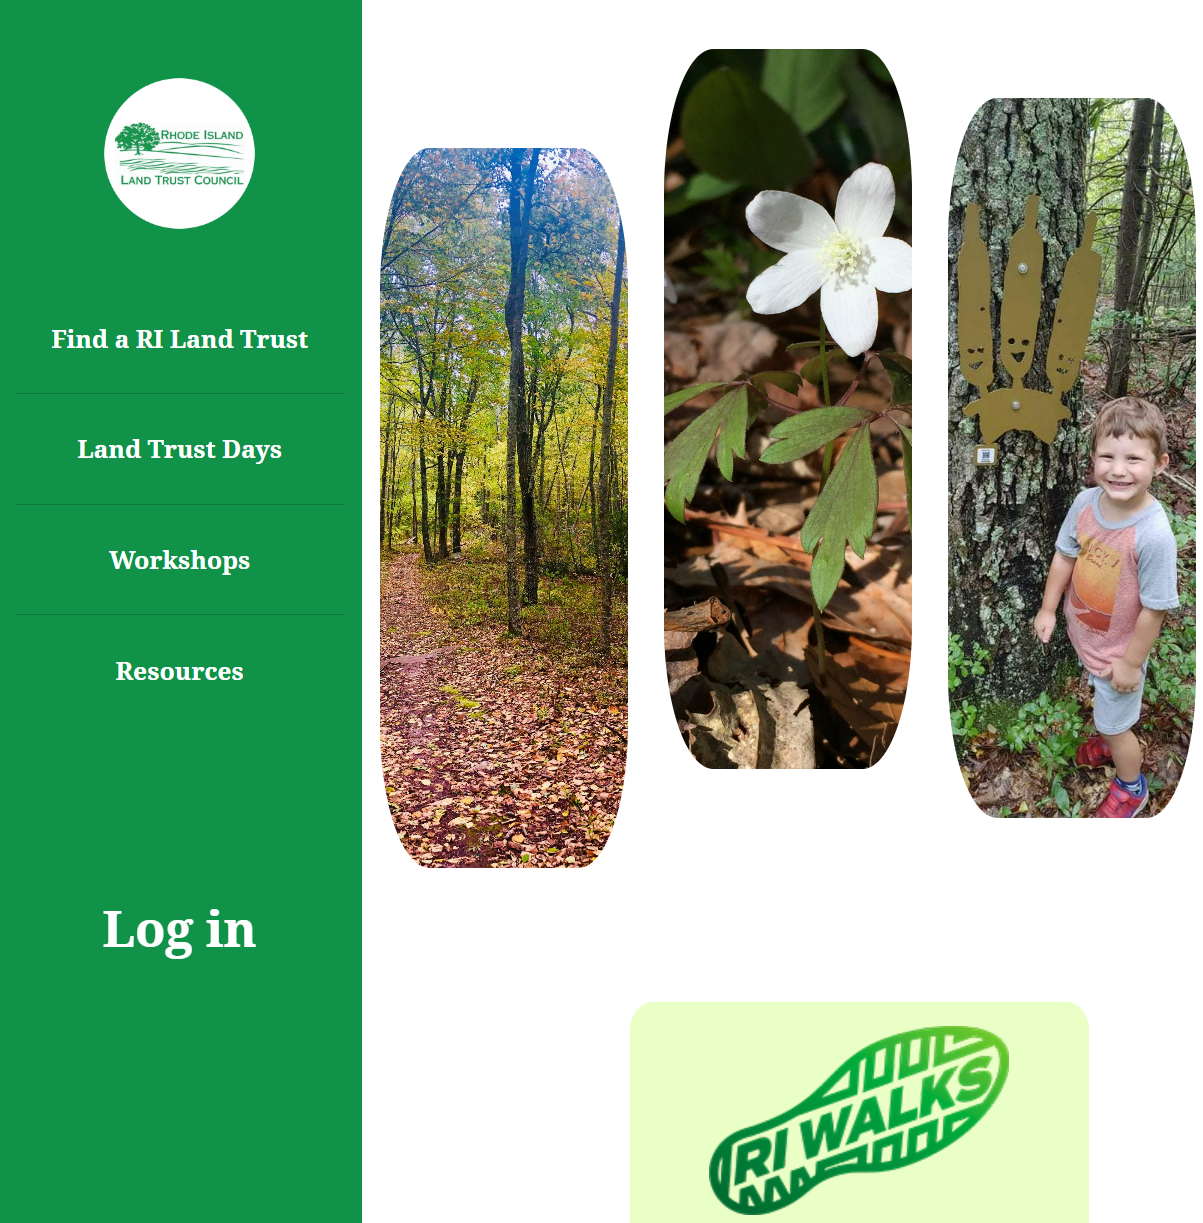 RHODE ISLAND
LAND TRUST COUNCIL
Find a RI Land Trust
Land Trust Days
Workshops
Resources
Log in
RI WALKS